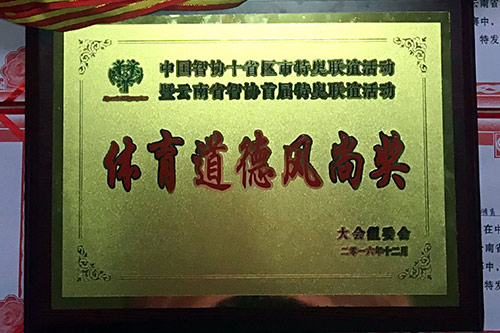 中国智协十省区市特奥联谊活动
暨云南省智协首届特奥联谊活动
体育道德风尚奖
大会组委会
二零一六年十二月